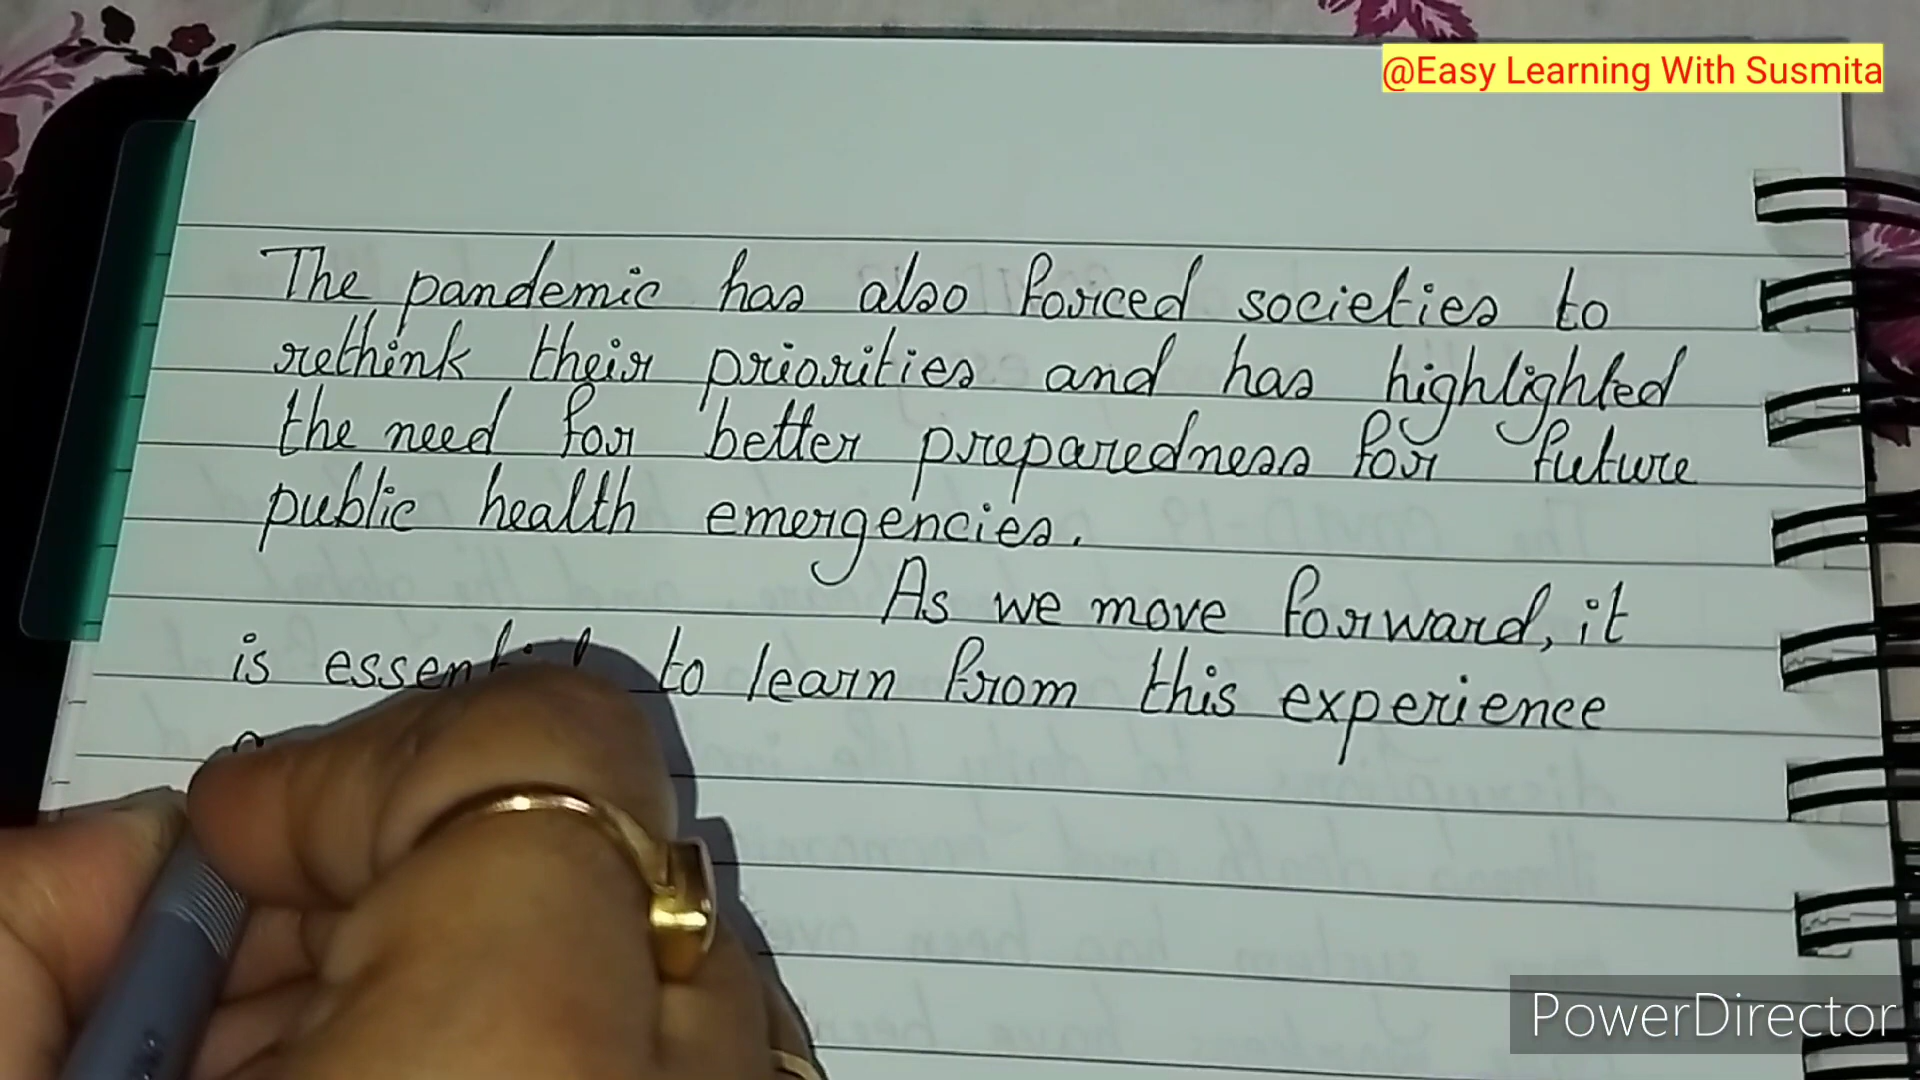 @Easy Learning With Susmita
The pandemic has also forced societies to
rethink their priorities and has highlighted
the need for better preparedness for future
public health emergencies.
As we move forward, it
is to learn from this experience
PowerDirector